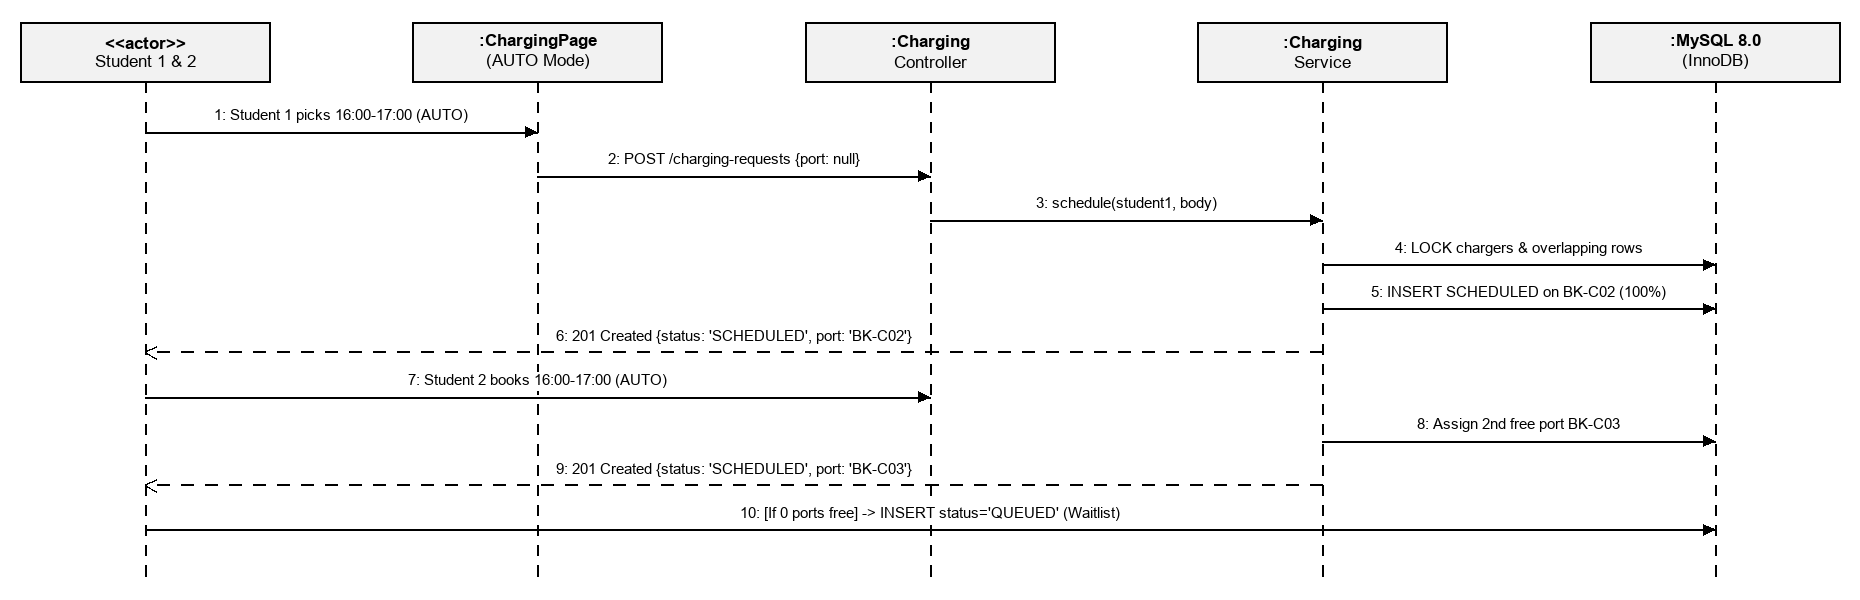 <<actor>>
Student 1 & 2
:ChargingPage
(AUTO Mode)
:Charging
Controller
:Charging
Service
:MySQL 8.0
(InnoDB)
1: Student 1 picks 16:00-17:00 (AUTO)
2: POST /charging-requests {port: null}
3: schedule(student1, body)
4: LOCK chargers & overlapping rows
5: INSERT SCHEDULED on BK-C02 (100%)
6: 201 Created {status: 'SCHEDULED', port: 'BK-C02'}
7: Student 2 books 16:00-17:00 (AUTO)
8: Assign 2nd free port BK-C03
9: 201 Created {status: 'SCHEDULED', port: 'BK-C03'}
10: [If 0 ports free] -> INSERT status='QUEUED' (Waitlist)